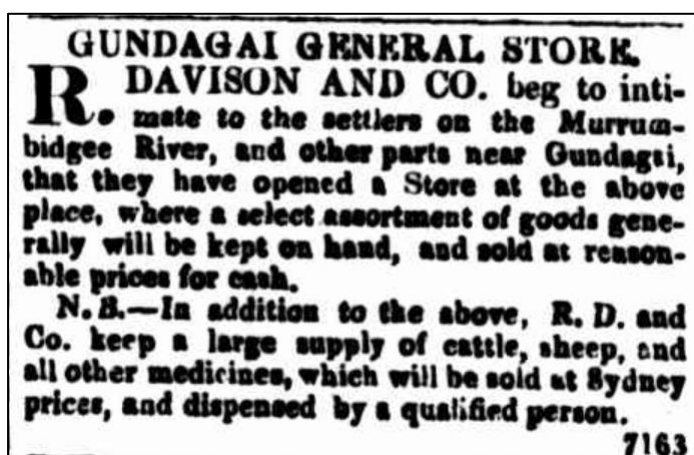 GUNDAGAI GENERAL STORE.
R. DAVISON AND CO. beg to inti-
mate to the settlers on the Murrum-
bidgee River, and other parts near Gundagai,
that they have opened a Store at the above
place, where a select assortment of goods gene-
rally will be kept on hand, and sold at reason-
able prices for cash.
N. B.—In addition to the above, R. D. and
Co. keep a large supply of cattle, sheep, and
all other medicines, which will be sold at Sydney
prices, and dispensed by a qualified person.
7163